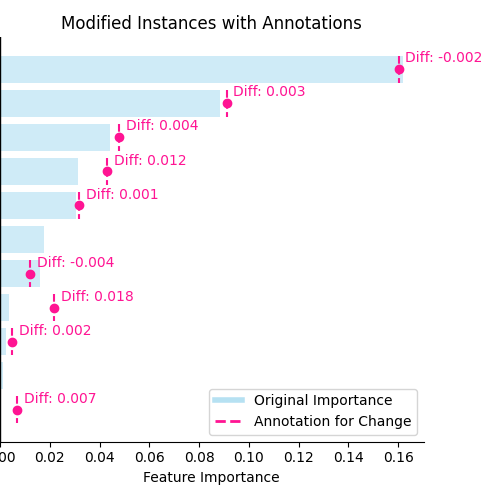 Modified Instances with Annotations
Diff: -0.002
Diff: 0.003
Diff: 0.004
Diff: 0.012
Diff: 0.001
Diff: -0.004
Diff: 0.018
Diff: 0.002
Diff: 0.007
Original Importance
Annotation for Change
00 0.02 0.04 0.06 0.08 0.10 0.12 0.14 0.16
Feature Importance